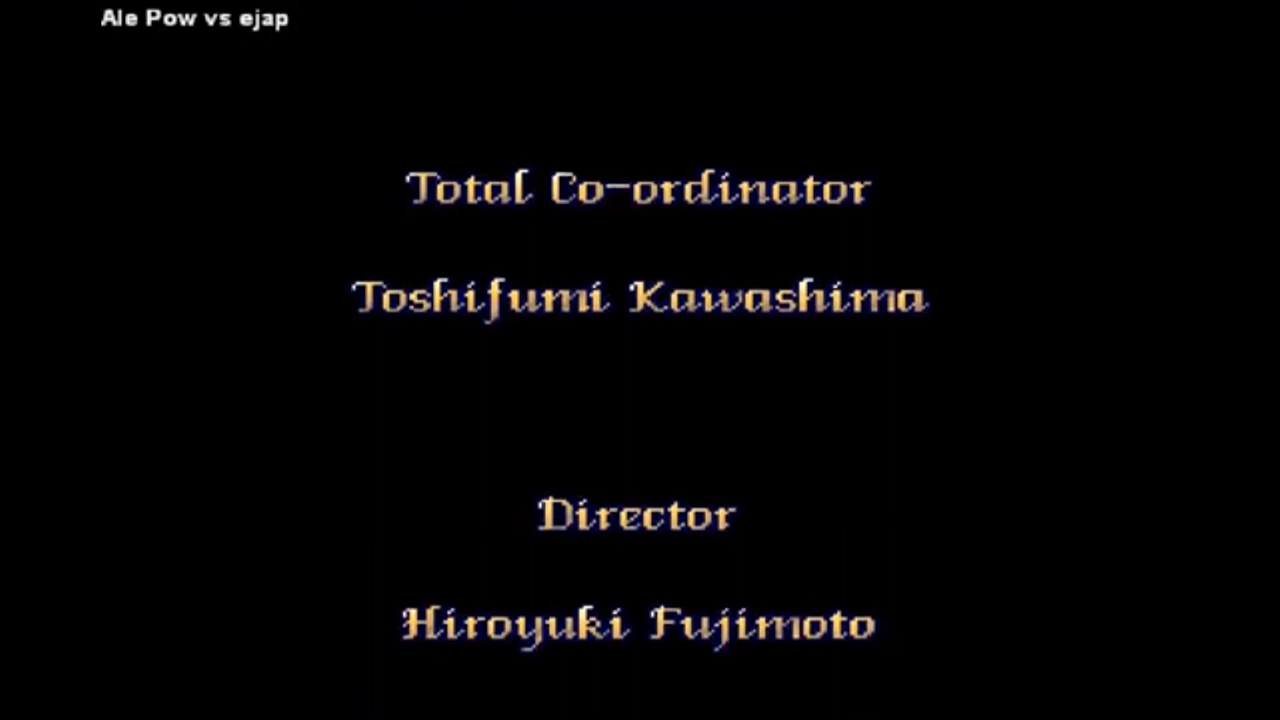 Ale Pow vs ejap
Total Co-ordinator
Toshifumi Kawashima
Director
Hiroyuki Fujimoto